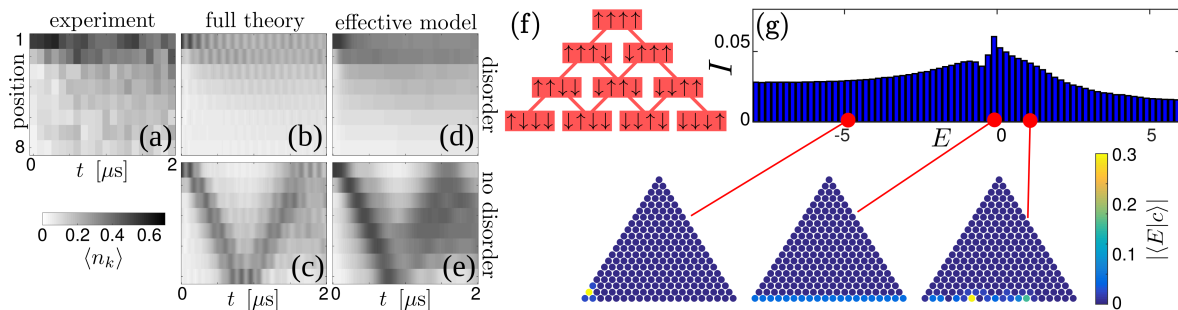 experiment
full theory
effective model
1
position
8
(a)
(b)
(d)
disorder
0
2
t [μs]
(c)
(e)
no disorder
0
2
0
2
t [μs]
t [μs]
0 0.2 0.4 0.6
⟨n_k⟩
(f)
↑↑↑↑
↑↑↑↓ ↓↑↑↑
↑↑↓↓ ↓↑↑↓ ↓↓↑↑
↑↓↓↓ ↓↑↓↓ ↓↓↑↓ ↓↓↓↑
(g)
I
0.05
0
-5
E
0
5
0.3
0.2
0.1
0
|⟨E|c⟩|